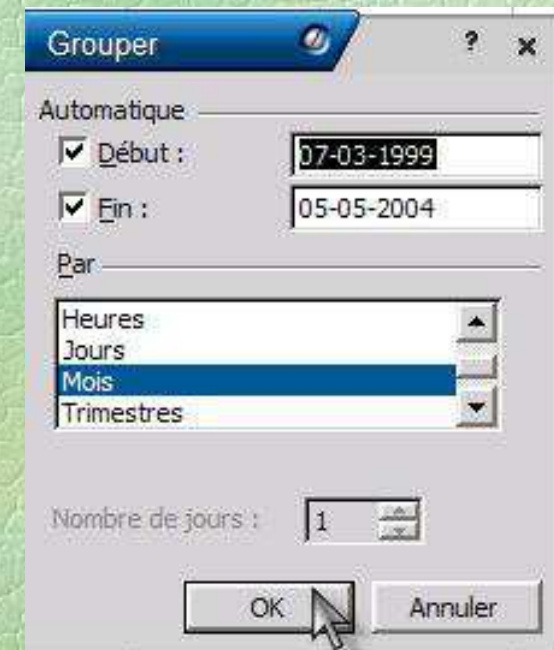 Grouper ? x
Automatique
Début : 07-03-1999
Fin : 05-05-2004
Par
Heures
Jours
Mois
Trimestres
Nombre de jours : 1
OK Annuler